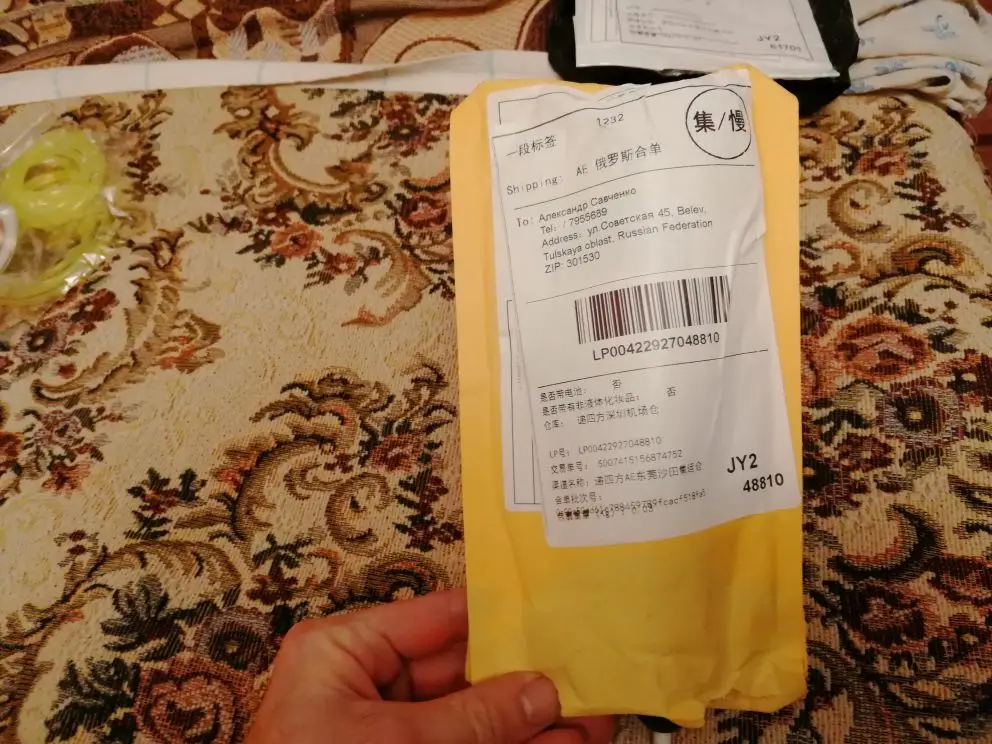 JY2
61701
1232
集/慢
一段标签
Shipping: AE 俄罗斯合单
To: Александр Савченко
Tel: 7955689
Address: ул Советская 45, Belev,
Tulskaya oblast, Russian Federation
ZIP: 301530
LP00422927048810
是否带电池: 否
是否带有非液体化妆品: 否
仓库: 递四方深圳机场仓
LP号: LP00422927048810
交易单号: 5007415156874752
渠道名称: 递四方AE东莞沙田慢运仓
合单批次号:
JY2
48810